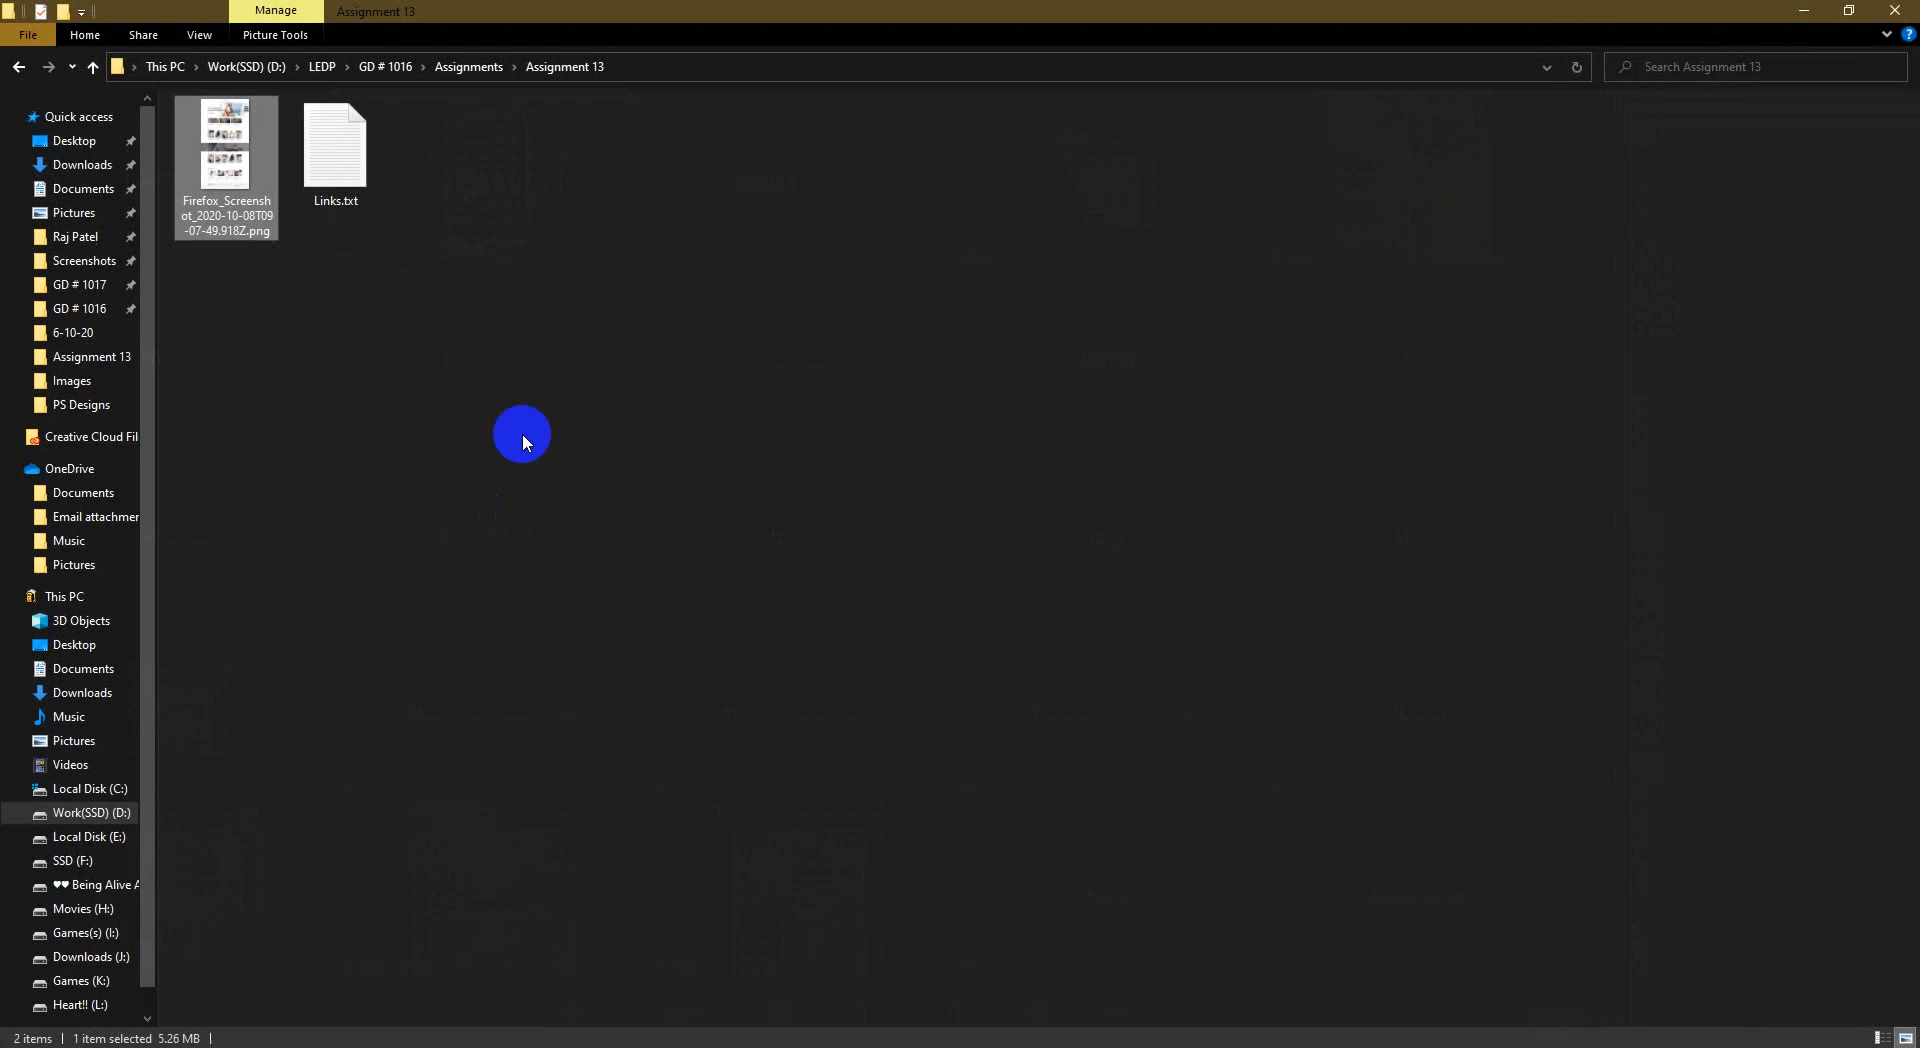 Manage
Assignment 13
File
Home
Share
View
Picture Tools
This PC
Work(SSD) (D:)
LEDP
GD # 1016
Assignments
Assignment 13
Search Assignment 13
Quick access
Desktop
Downloads
Documents
Pictures
Raj Patel
Screenshots
GD # 1017
GD # 1016
6-10-20
Assignment 13
Images
PS Designs
Creative Cloud Fil
OneDrive
Documents
Email attachmer
Music
Pictures
This PC
3D Objects
Desktop
Documents
Downloads
Music
Pictures
Videos
Local Disk (C:)
Work(SSD) (D:)
Local Disk (E:)
SSD (F:)
♥♥ Being Alive A
Movies (H:)
Games(s) (I:)
Downloads (J:)
Games (K:)
Heart!! (L:)
Firefox_Screensh
ot_2020-10-08T09
-07-49.918Z.png
Links.txt
2 items
1 item selected 5.26 MB